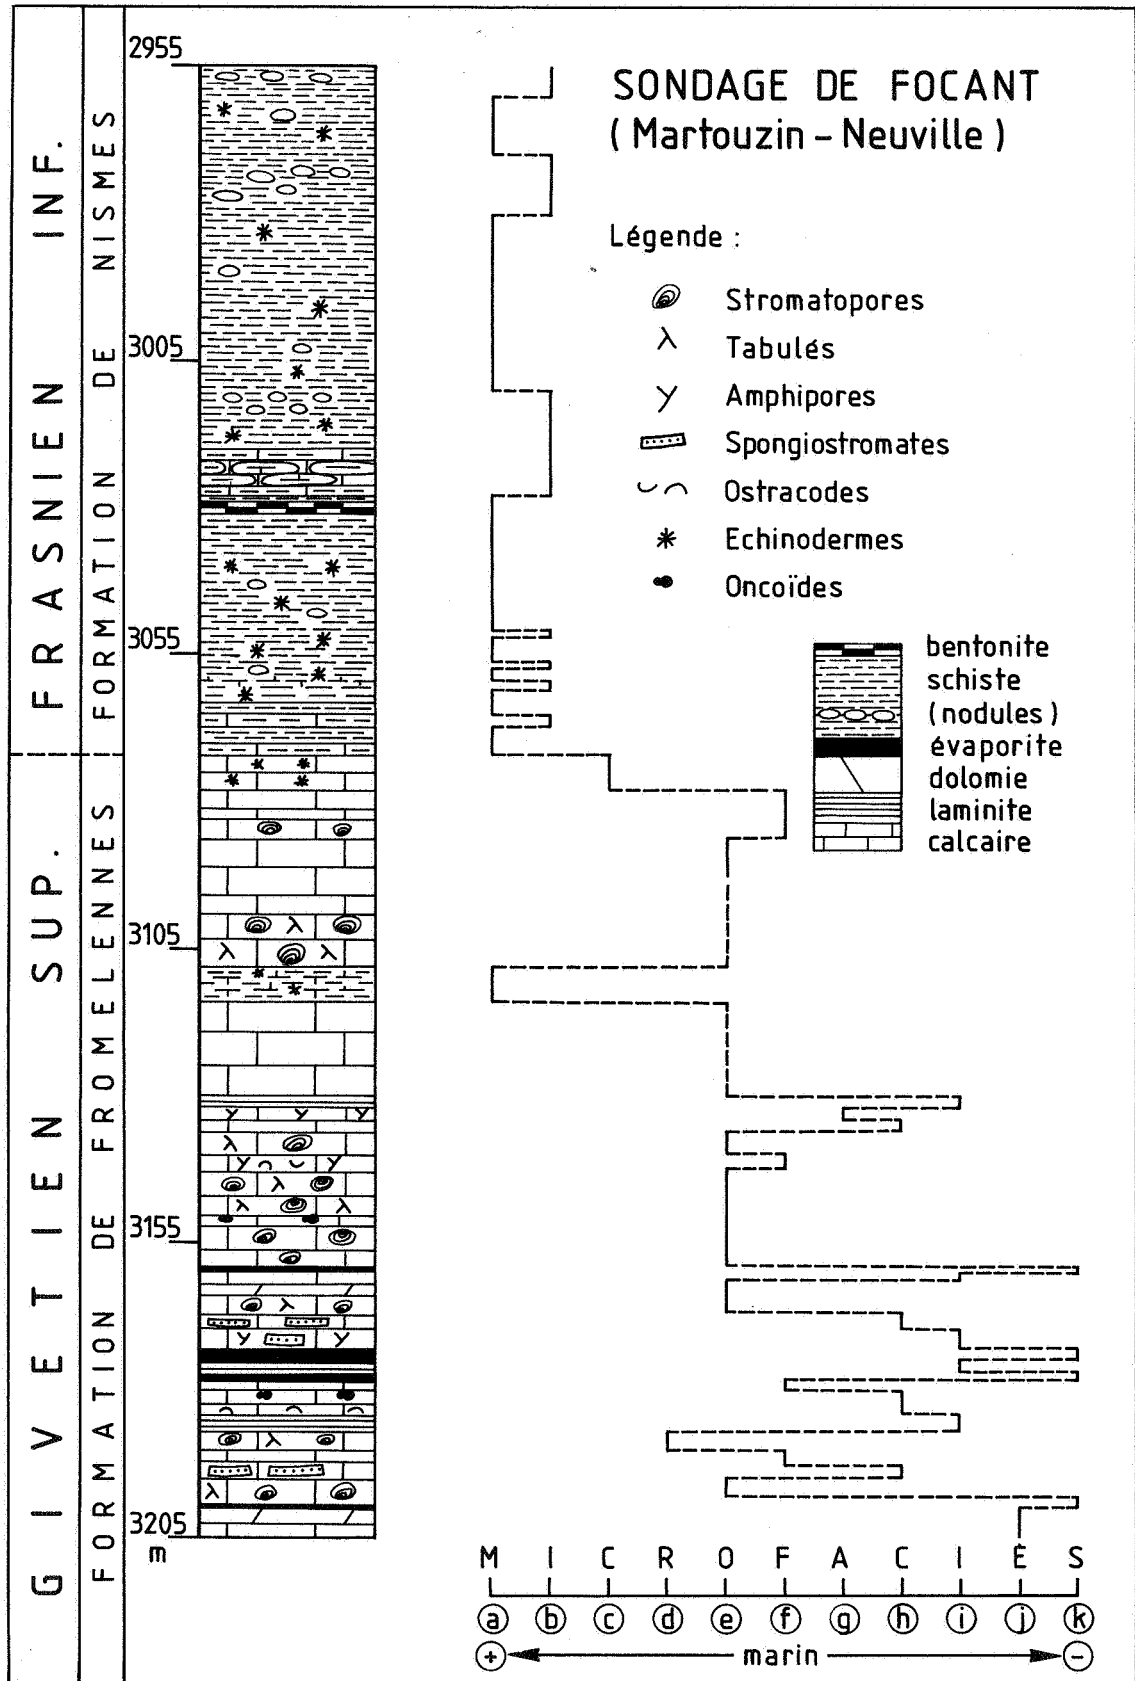 SONDAGE DE FOCANT
( Martouzin – Neuville )
Légende :
Stromatopores
Tabulés
Amphipores
Spongiostromates
Ostracodes
Echinodermes
Oncoïdes
bentonite
schiste
(nodules)
évaporite
dolomie
laminite
calcaire
FRASNIEN INF.
GIVETIEN SUP.
FORMATION DE NISMES
FORMATION DE FROMELENNES
2955
3005
3055
3105
3155
3205
m
M I C R O F A C I E S
a b c d e f g h i j k
+ marin –